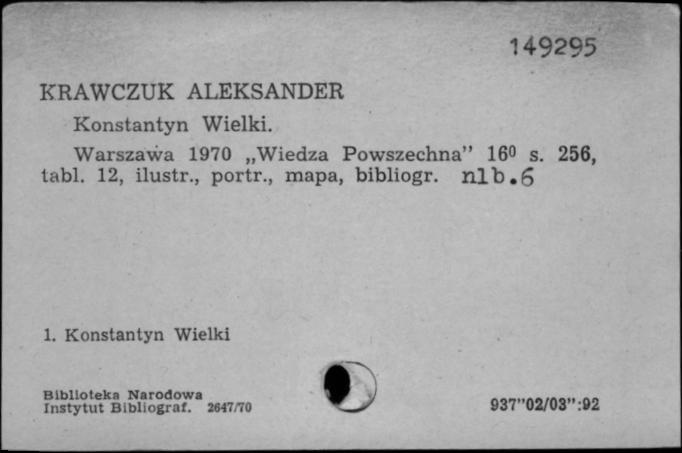 149295
KRAWCZUK ALEKSANDER
Konstantyn Wielki.
Warszawa 1970 „Wiedza Powszechna” 16⁰ s. 256,
tabl. 12, ilustr., portr., mapa, bibliogr. nlb.6
1. Konstantyn Wielki
Biblioteka Narodowa
Instytut Bibliograf. 2647/70
937"02/03":92